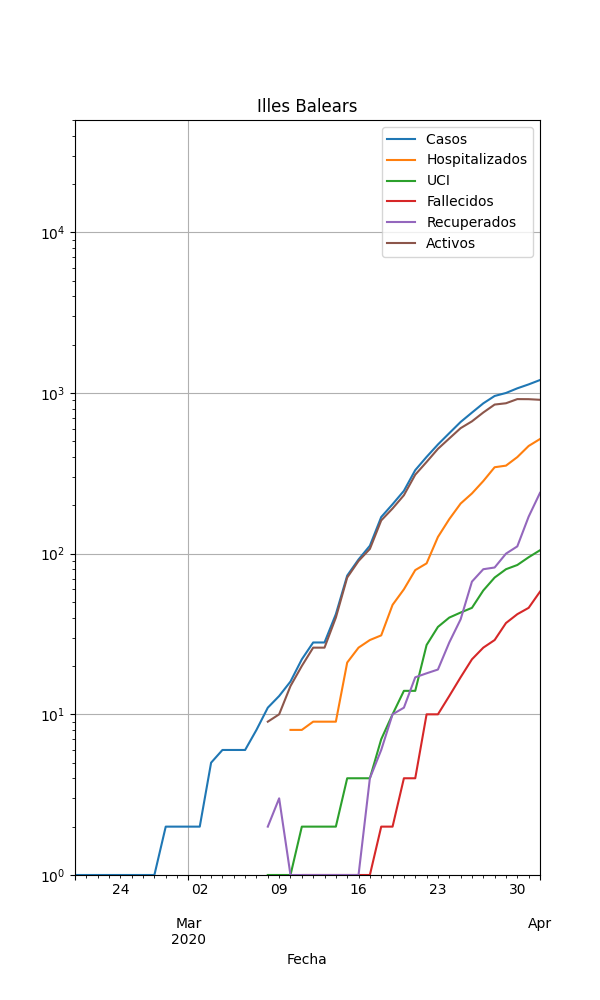 Illes Balears
Casos
Hospitalizados
UCI
Fallecidos
Recuperados
Activos
10^4
10^3
10^2
10^1
10^0
24 02 09 16 23 30
Mar Apr
2020
Fecha